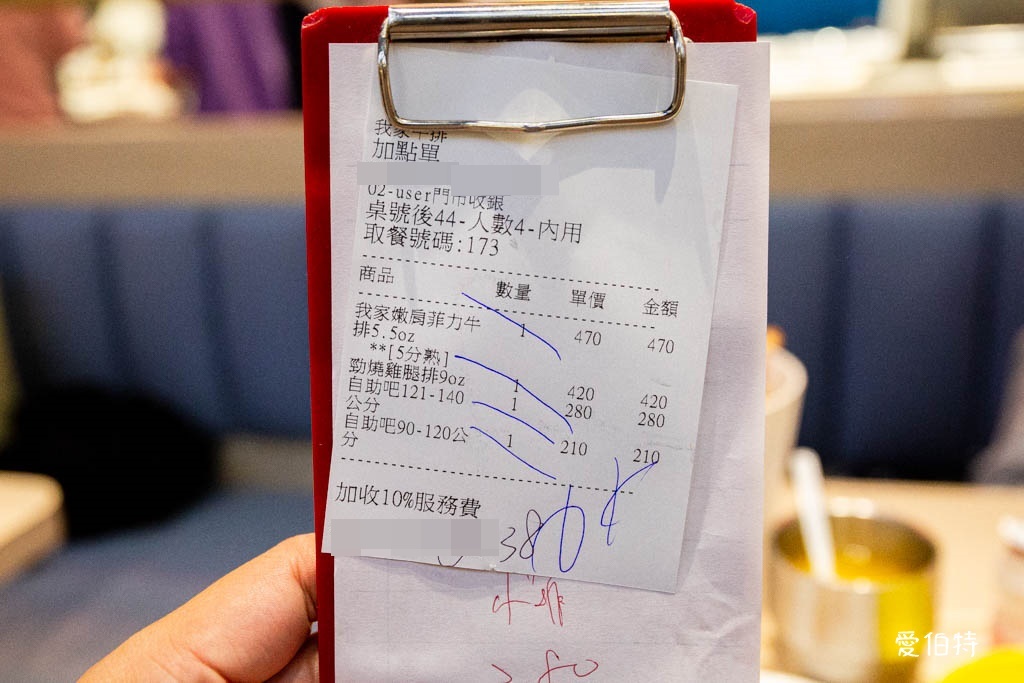 我家牛排
加點單
02-user門市收銀
桌號後44-人數4-內用
取餐號碼:173
商品 數量 單價 金額
我家嫩肩菲力牛 1 470 470
排5.5oz
**[5分熟]
勁燒雞腿排9oz 1 420 420
自助吧121-140 1 280 280
公分
自助吧90-120公 1 210 210
分
加收10%服務費
愛伯特